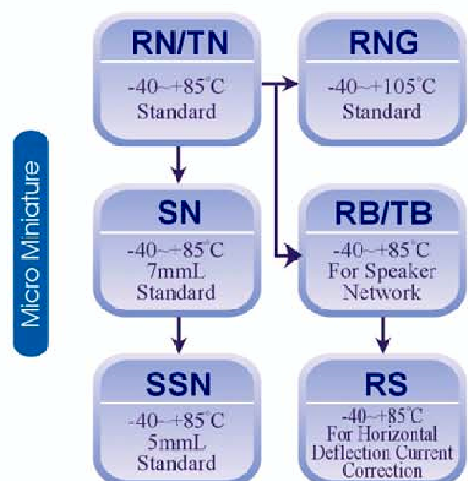 RN/TN
-40~+85°C
Standard
RNG
-40~+105°C
Standard
Micro Miniature
SN
-40~+85°C
7mmL
Standard
RB/TB
-40~+85°C
For Speaker
Network
SSN
-40~+85°C
5mmL
Standard
RS
-40~+85°C
For Horizontal
Deflection Current
Correction